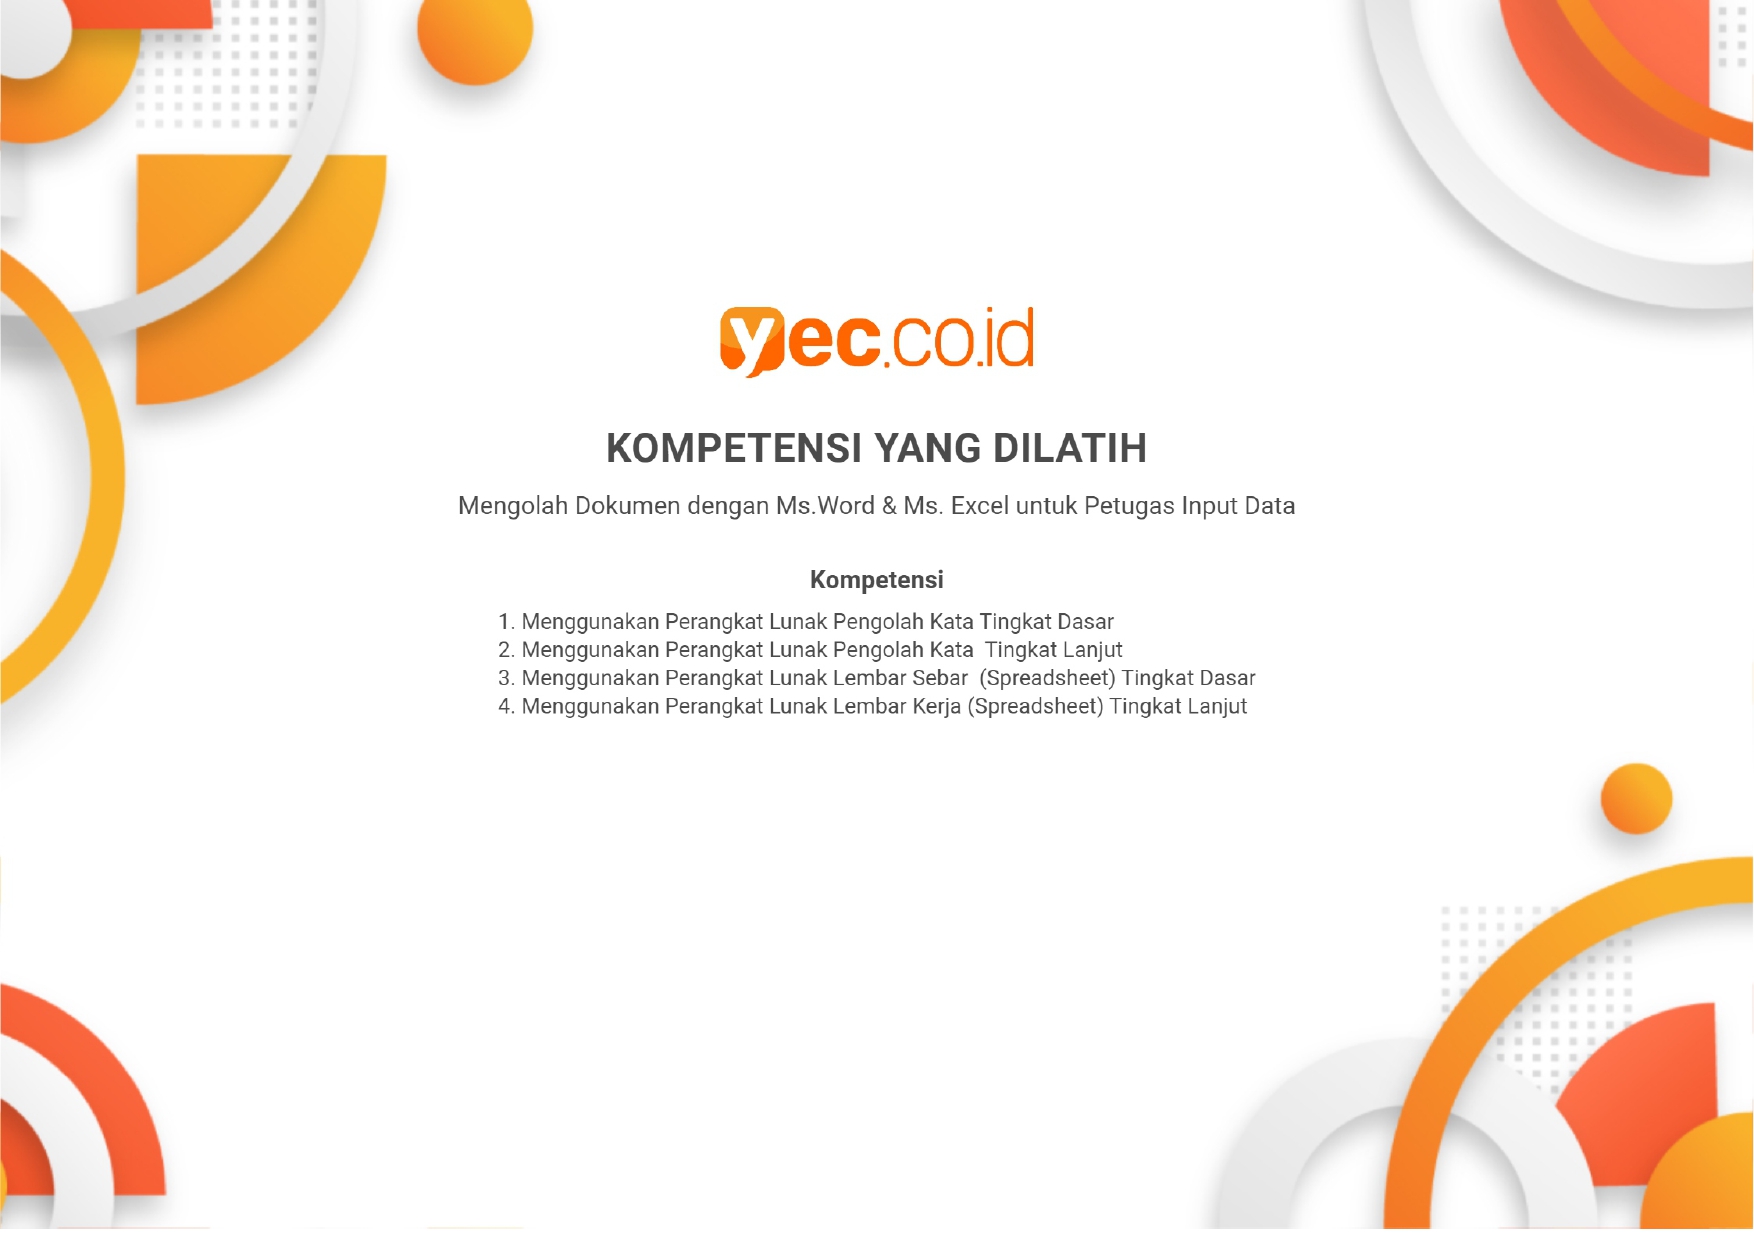 yec.co.id
KOMPETENSI YANG DILATIH
Mengolah Dokumen dengan Ms.Word & Ms. Excel untuk Petugas Input Data
Kompetensi
1. Menggunakan Perangkat Lunak Pengolah Kata Tingkat Dasar
2. Menggunakan Perangkat Lunak Pengolah Kata  Tingkat Lanjut
3. Menggunakan Perangkat Lunak Lembar Sebar  (Spreadsheet) Tingkat Dasar
4. Menggunakan Perangkat Lunak Lembar Kerja (Spreadsheet) Tingkat Lanjut